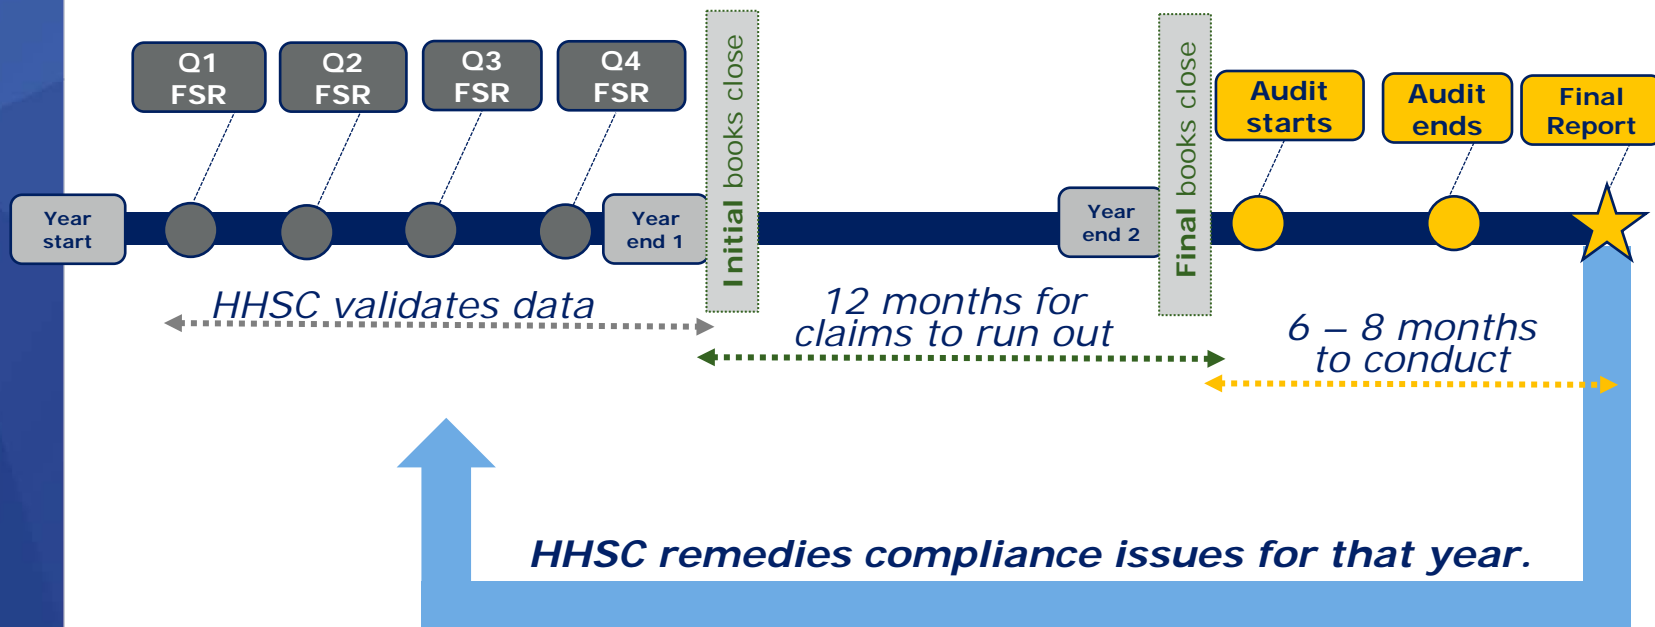 Q1
FSR
Q2
FSR
Q3
FSR
Q4
FSR
Initial books close
Final books close
Audit
starts
Audit
ends
Final
Report
Year
start
Year
end 1
Year
end 2
HHSC validates data
12 months for
claims to run out
6 – 8 months
to conduct
HHSC remedies compliance issues for that year.